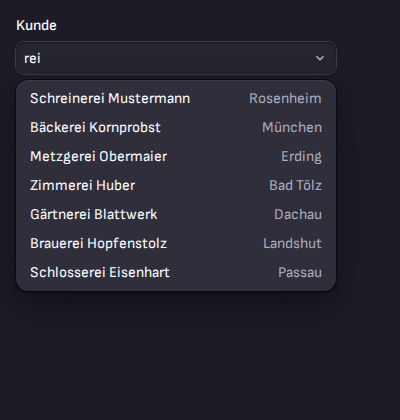 Kunde
rei
Schreinerei Mustermann Rosenheim
Bäckerei Kornprobst München
Metzgerei Obermaier Erding
Zimmerei Huber Bad Tölz
Gärtnerei Blattwerk Dachau
Brauerei Hopfenstolz Landshut
Schlosserei Eisenhart Passau